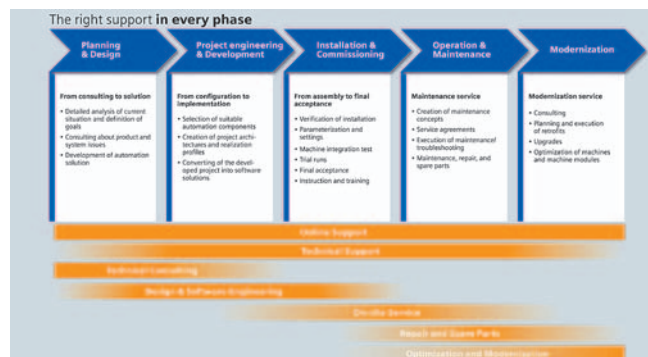 The right support in every phase
Planning
& Design
Project engineering
& Development
Installation &
Commissioning
Operation &
Maintenance
Modernization
From consulting to solution
• Detailed analysis of current
situation and definition of
goals
• Consulting about product and
system issues
• Development of automation
solution
From configuration to
implementation
• Selection of suitable
automation components
• Creation of project archi-
tectures and realization
profiles
• Converting of the devel-
oped project into software
solutions
From assembly to final
acceptance
• Verification of installation
• Parameterization and
settings
• Machine integration test
• Trial runs
• Final acceptance
• Instruction and training
Maintenance service
• Creation of maintenance
concepts
• Service agreements
• Execution of maintenance/
troubleshooting
• Maintenance, repair, and
spare parts
Modernization service
• Consulting
• Planning and execution
of retrofits
• Upgrades
• Optimization of machines
and machine modules
Online Support
Technical Support
Technical Consulting
Design & Software Engineering
On-site Service
Repair and Spare Parts
Optimization and Modernization